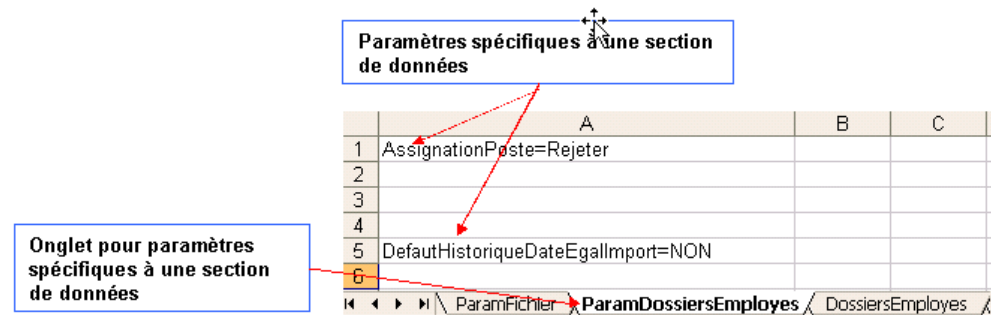 Paramètres spécifiques à une section
de données
A B C
1 AssignationPoste=Rejeter
2
3
4
5 DefautHistoriqueDateEgalImport=NON
6
Onglet pour paramètres
spécifiques à une section
de données
ParamFichier ParamDossiersEmployes DossiersEmployes